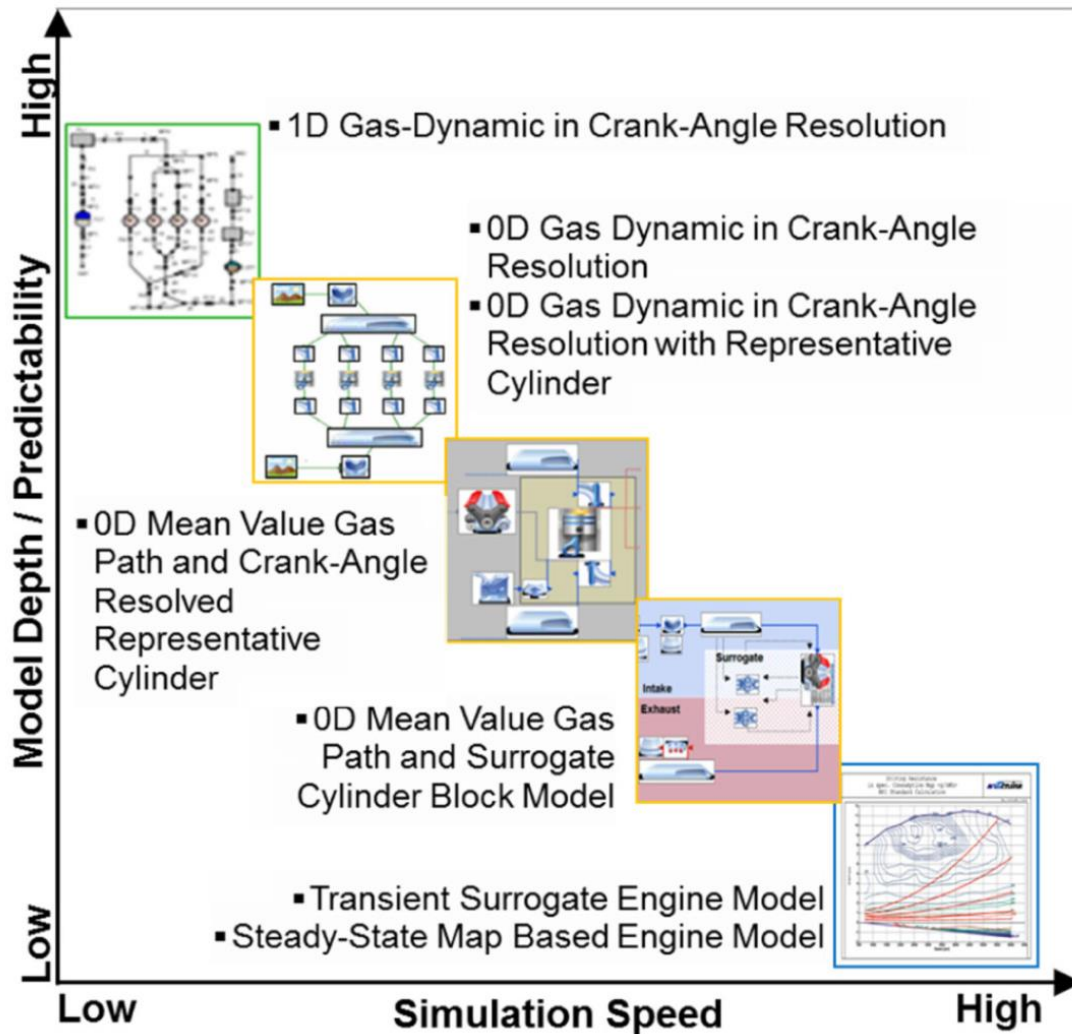 High
▪ 1D Gas-Dynamic in Crank-Angle Resolution
▪ 0D Gas Dynamic in Crank-Angle
Resolution
▪ 0D Gas Dynamic in Crank-Angle
Resolution with Representative
Cylinder
Model Depth / Predictability
▪ 0D Mean Value Gas
Path and Crank-Angle
Resolved
Representative
Cylinder
Surrogate
Intake
Exhaust
▪ 0D Mean Value Gas
Path and Surrogate
Cylinder Block Model
▪ Transient Surrogate Engine Model
▪ Steady-State Map Based Engine Model
Low
Low
Simulation Speed
High